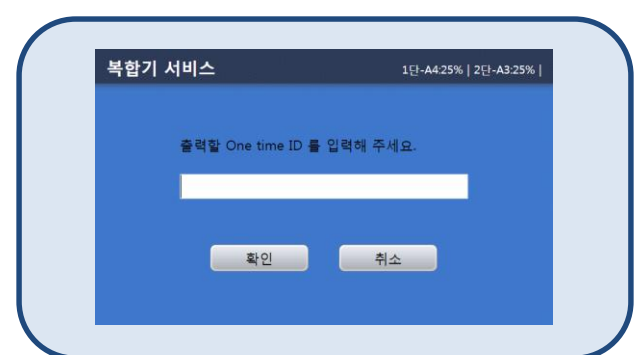 복합기 서비스 1단-A4:25% | 2단-A3:25% |
출력할 One time ID 를 입력해 주세요.
확인 취소